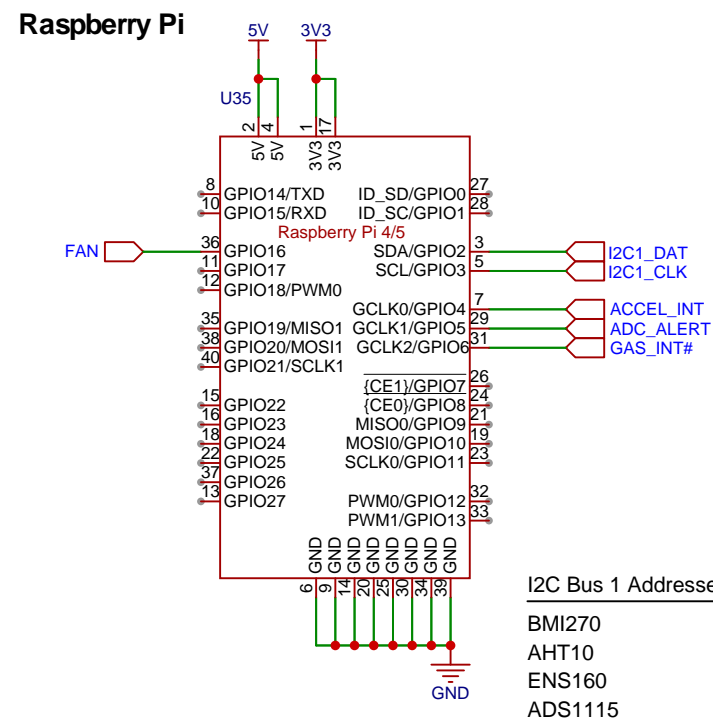 Raspberry Pi
5V 3V3
U35
2 4 1 17
5V 5V 3V3 3V3
8 GPIO14/TXD ID_SD/GPIO0 27
10 GPIO15/RXD ID_SC/GPIO1 28
Raspberry Pi 4/5
FAN 36 GPIO16 SDA/GPIO2 3 I2C1_DAT
11 GPIO17 SCL/GPIO3 5 I2C1_CLK
12 GPIO18/PWM0
GCLK0/GPIO4 7 ACCEL_INT
35 GPIO19/MISO1 GCLK1/GPIO5 29 ADC_ALERT
38 GPIO20/MOSI1 GCLK2/GPIO6 31 GAS_INT#
40 GPIO21/SCLK1
{CE1}/GPIO7 26
15 GPIO22 {CE0}/GPIO8 24
16 GPIO23 MISO0/GPIO9 21
18 GPIO24 MOSI0/GPIO10 19
22 GPIO25 SCLK0/GPIO11 23
37 GPIO26
13 GPIO27 PWM0/GPIO12 32
PWM1/GPIO13 33
GND GND GND GND GND GND GND GND
6 9 14 20 25 30 34 39
GND
I2C Bus 1 Addresse
BMI270
AHT10
ENS160
ADS1115